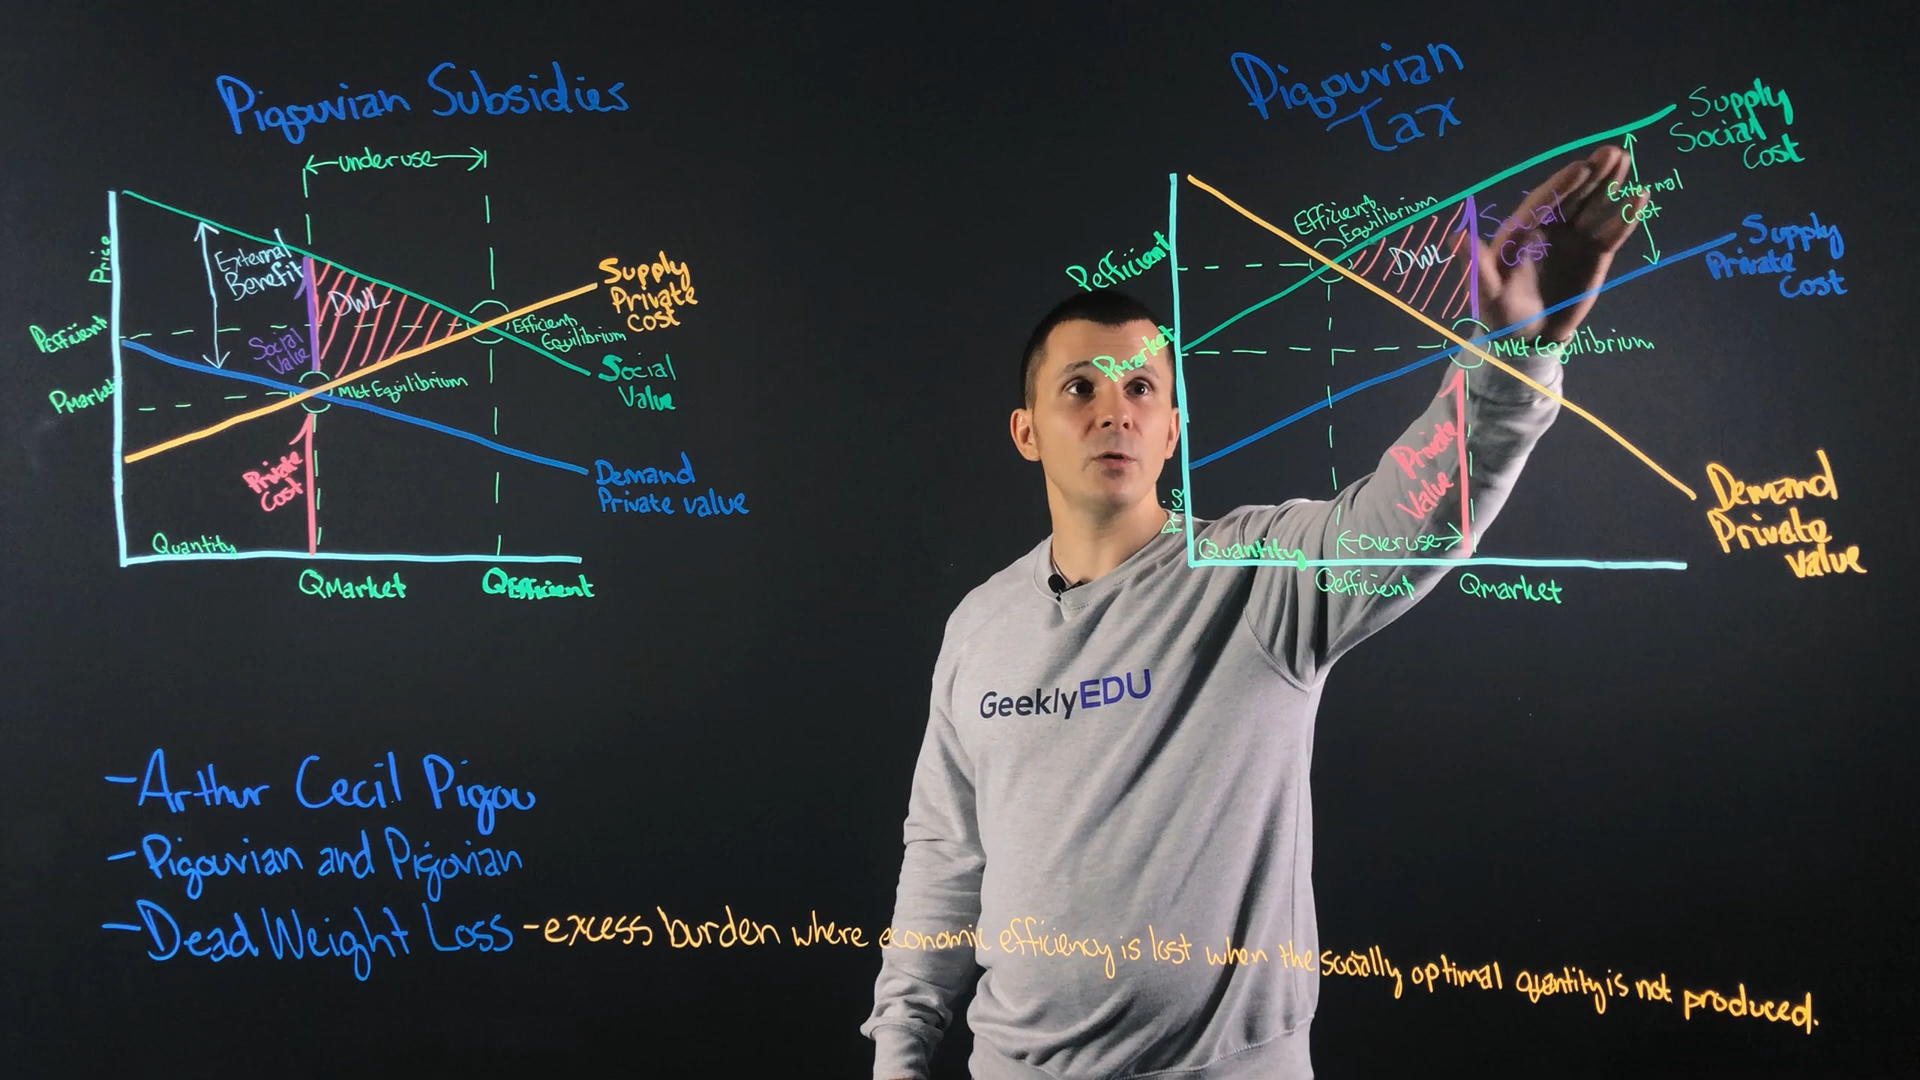 Pigouvian Subsidies
←underuse→
Price
External
Benefit
DWL
Social
Value
Pefficient
Pmarket
Mkt Equilibrium
Efficient
Equilibrium
Supply
Private
Cost
Social
Value
Private
Cost
Demand
Private value
Quantity
QMarket
QEfficient
Pigouvian
Tax
Supply
Social
Cost
External
Cost
Efficient
Equilibrium
DWL
Social
Cost
Supply
Private
Cost
Pefficient
Pmarket
Mkt Equilibrium
Private
Value
Price
Demand
Private
value
←overuse→
Quantity
Qefficient
Qmarket
GeeklyEDU
-Arthur Cecil Pigou
-Pigouvian and Pigovian
-Dead Weight Loss -excess burden where economic efficiency is lost when the socially optimal quantity is not produced.